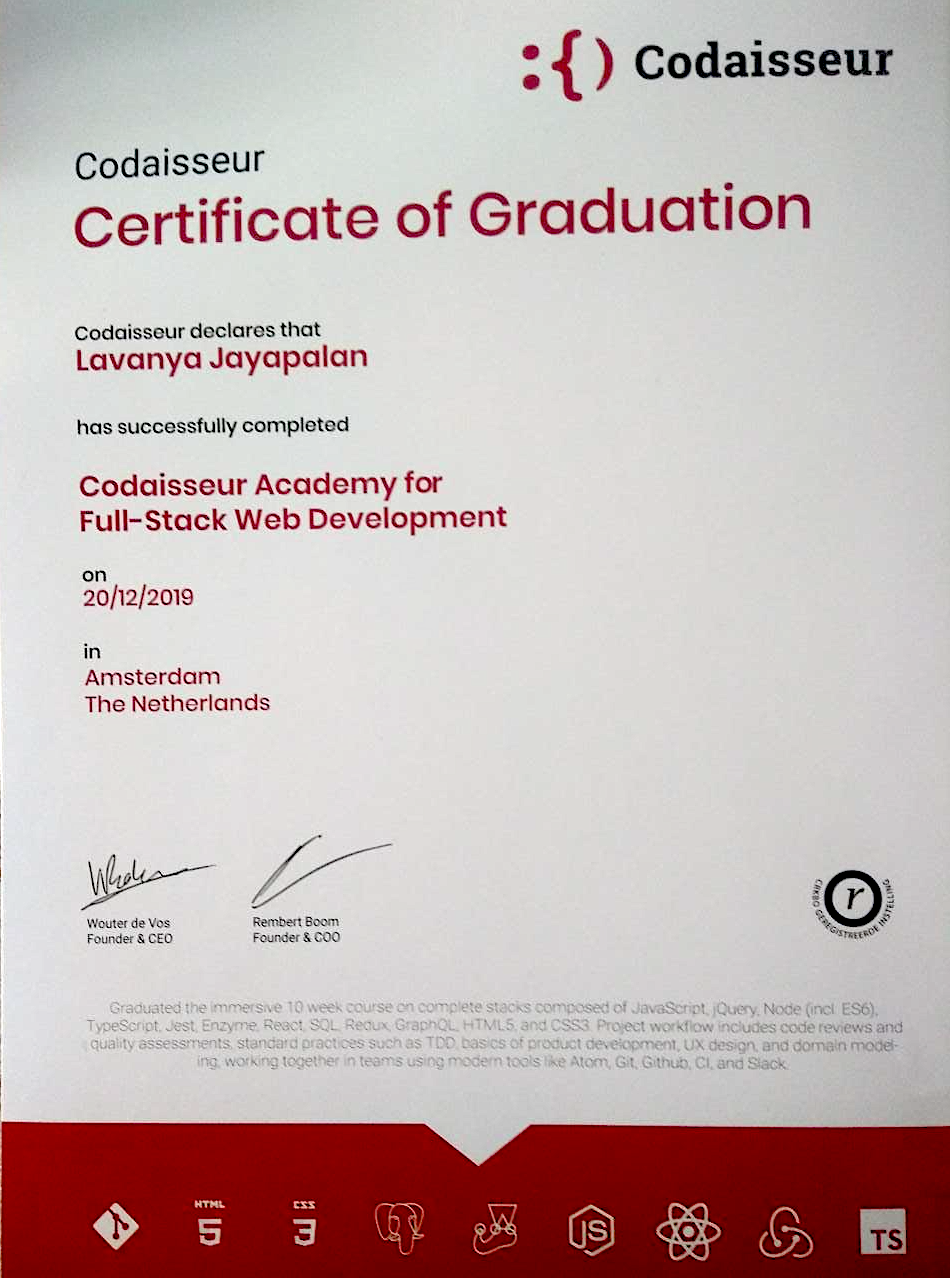 :{) Codaisseur
Codaisseur
Certificate of Graduation
Codaisseur declares that
Lavanya Jayapalan
has successfully completed
Codaisseur Academy for
Full-Stack Web Development
on
20/12/2019
in
Amsterdam
The Netherlands
Wouter de Vos
Founder & CEO
Rembert Boom
Founder & COO
r
CRKBO GEREGISTREERDE INSTELLING
Graduated the immersive 10 week course on complete stacks composed of JavaScript, jQuery, Node (incl. ES6),
TypeScript, Jest, Enzyme, React, SQL, Redux, GraphQL, HTML5, and CSS3. Project workflow includes code reviews and
quality assessments, standard practices such as TDD, basics of product development, UX design, and domain model-
ing, working together in teams using modern tools like Atom, Git, Github, CI, and Slack.
HTML
5
CSS
3
JS
TS